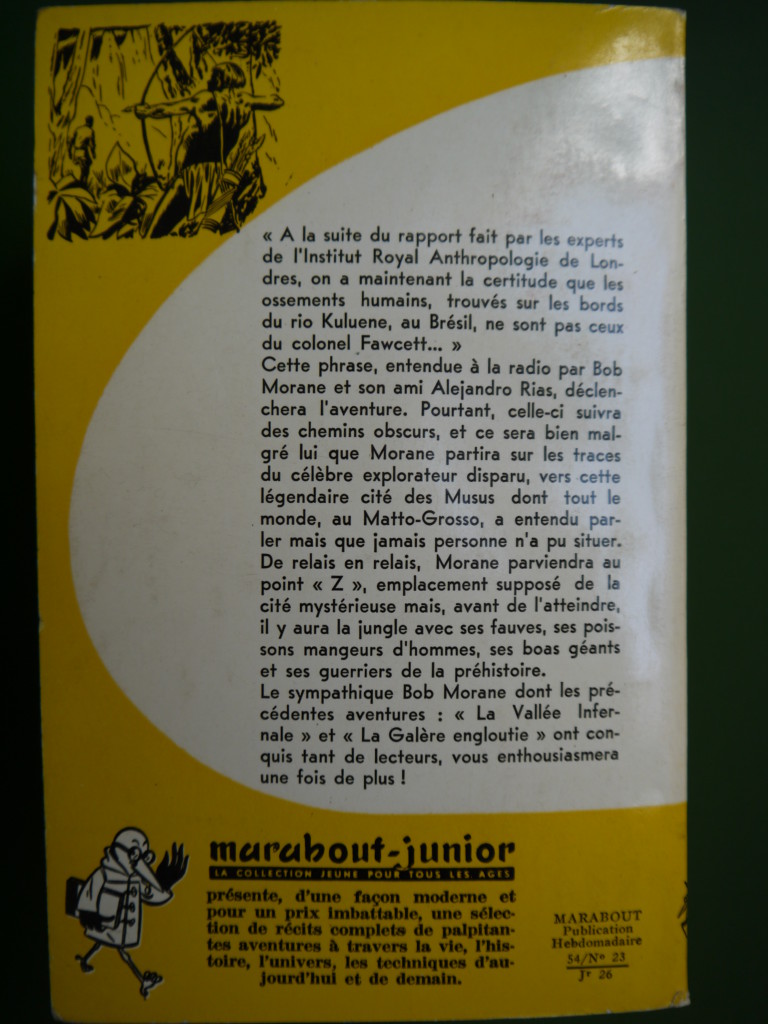 « A la suite du rapport fait par les experts
de l'Institut Royal Anthropologie de Lon-
dres, on a maintenant la certitude que les
ossements humains, trouvés sur les bords
du rio Kuluene, au Brésil, ne sont pas ceux
du colonel Fawcett... »
Cette phrase, entendue à la radio par Bob
Morane et son ami Alejandro Rias, déclen-
chera l'aventure. Pourtant, celle-ci suivra
des chemins obscurs, et ce sera bien mal-
gré lui que Morane partira sur les traces
du célèbre explorateur disparu, vers cette
légendaire cité des Musus dont tout le
monde, au Matto-Grosso, a entendu par-
ler mais que jamais personne n'a pu situer.
De relais en relais, Morane parviendra au
point « Z », emplacement supposé de la
cité mystérieuse mais, avant de l'atteindre,
il y aura la jungle avec ses fauves, ses pois-
sons mangeurs d'hommes, ses boas géants
et ses guerriers de la préhistoire.
Le sympathique Bob Morane dont les pré-
cédentes aventures : « La Vallée Infer-
nale » et « La Galère engloutie » ont con-
quis tant de lecteurs, vous enthousiasmera
une fois de plus !
marabout-junior
LA COLLECTION JEUNE POUR TOUS LES AGES
présente, d'une façon moderne et
pour un prix imbattable, une sélec-
tion de récits complets de palpitan-
tes aventures à travers la vie, l'his-
toire, l'univers, les techniques d'au-
jourd'hui et de demain.
MARABOUT
Publication
Hebdomadaire
54/N° 23
Jr 26